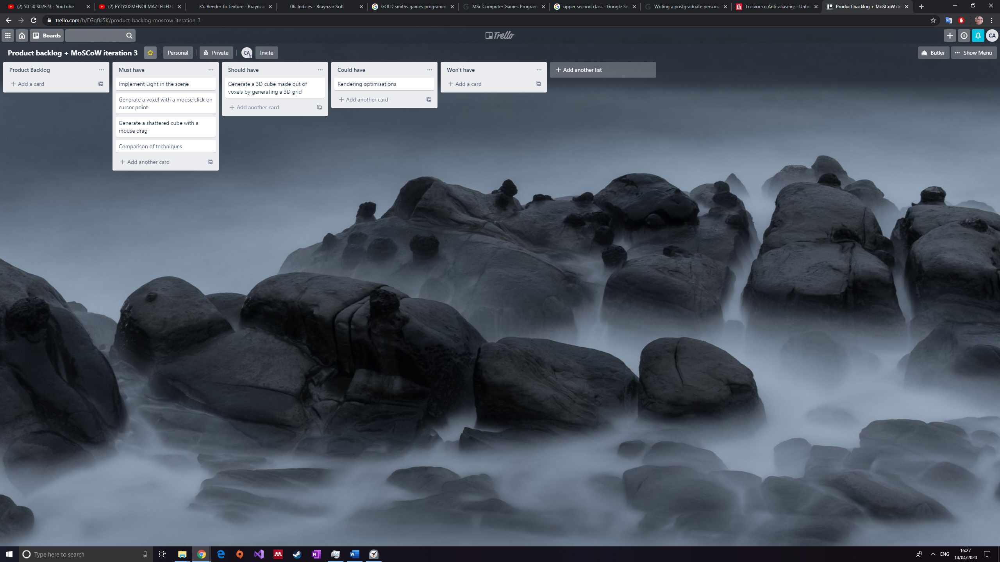 (2) 50 50 S02E23 - YouTube
(2) ΕΥΤΥΧΙΣΜΕΝΟΙ ΜΑΖΙ ΕΠΕΙΣ
35. Render To Texture - Braynza
06. Indices - Braynzar Soft
GOLD smiths games programm
MSc Computer Games Program
upper second class - Google Se
Writing a postgraduate persona
Τι είναι το Anti-aliasing; - Unbo
Product backlog + MoSCoW ite
trello.com/b/EGqfki5K/product-backlog-moscow-iteration-3
Boards
Trello
CA
Product backlog + MoSCoW iteration 3
Personal
Private
CA
Invite
Butler
Show Menu
Product Backlog
Add a card
Must have
Implement Light in the scene
Generate a voxel with a mouse click on
cursor point
Generate a shattered cube with a
mouse drag
Comparison of techniques
Add another card
Should have
Generate a 3D cube made out of
voxels by generating a 3D grid
Add another card
Could have
Rendering optimisations
Add another card
Won't have
Add a card
Add another list
Type here to search
ENG
16:27
14/04/2020